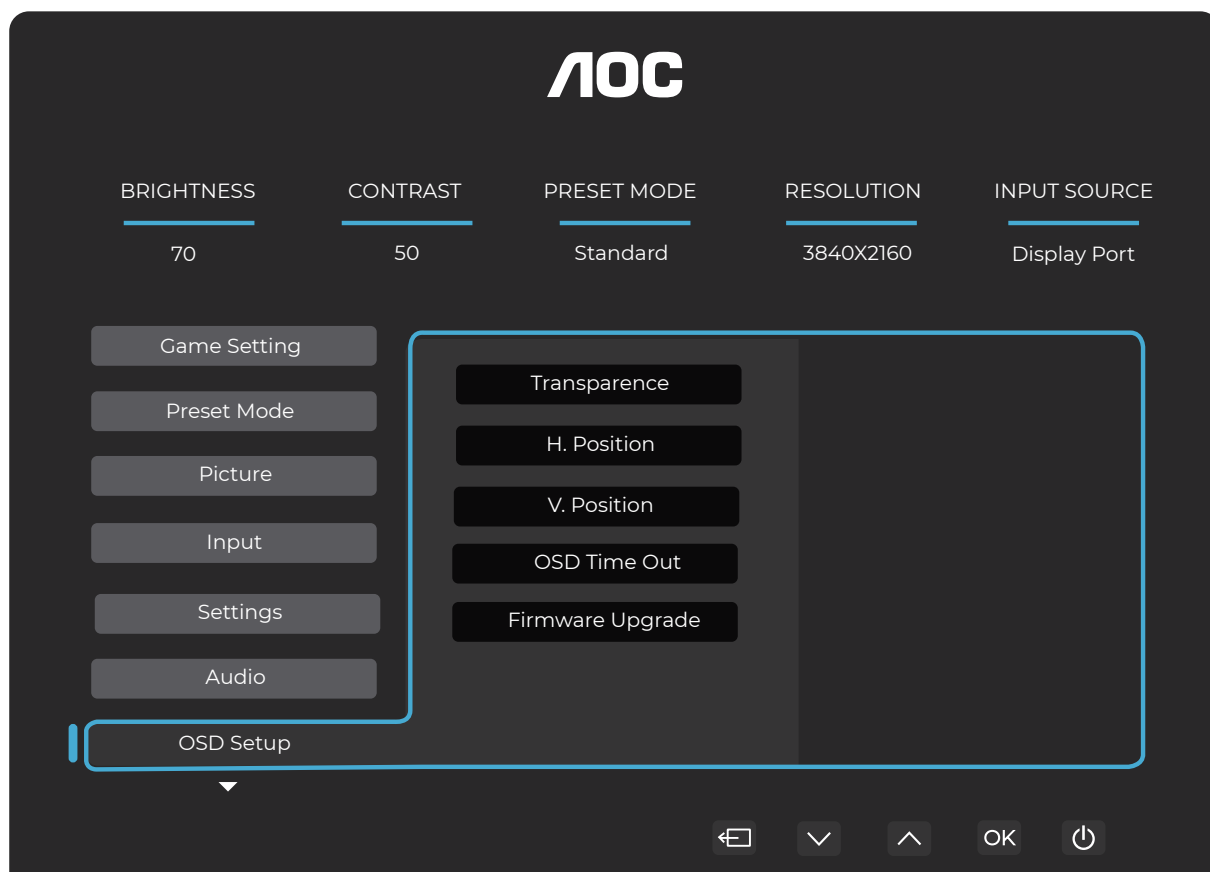 AOC
BRIGHTNESS CONTRAST PRESET MODE RESOLUTION INPUT SOURCE
70 50 Standard 3840X2160 Display Port
Game Setting
Preset Mode
Picture
Input
Settings
Audio
OSD Setup
Transparence
H. Position
V. Position
OSD Time Out
Firmware Upgrade
OK